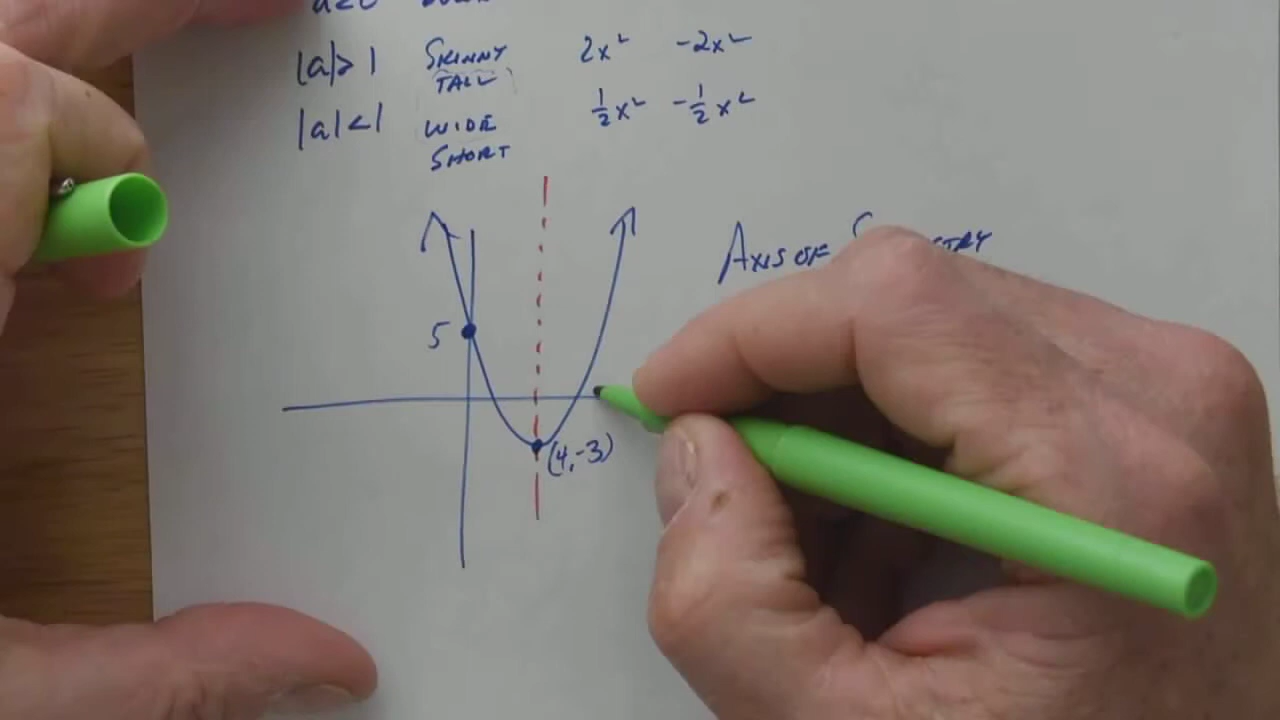 |a|>1 SKINNY TALL 2x² -2x²
|a|<1 WIDE SHORT ½x² -½x²
AXIS OF
5
(4,-3)